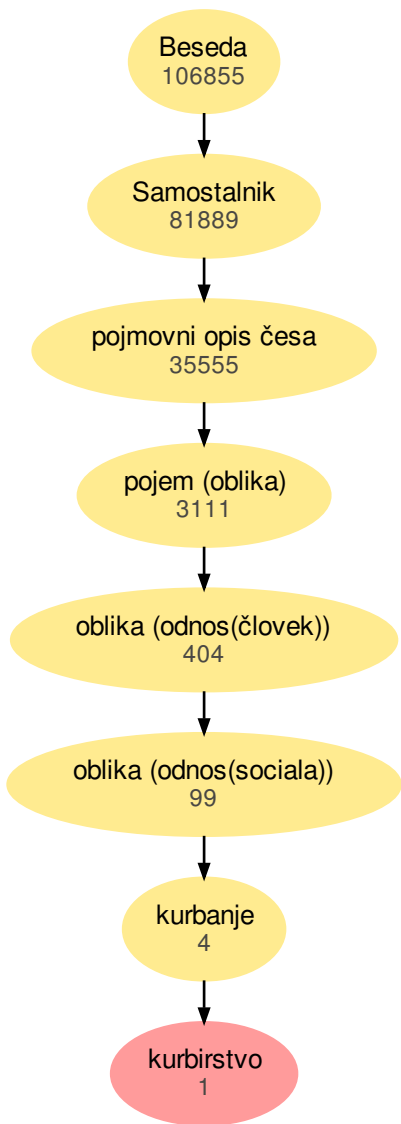 Beseda
106855
Samostalnik
81889
pojmovni opis česa
35555
pojem (oblika)
3111
oblika (odnos(človek))
404
oblika (odnos(sociala))
99
kurbanje
4
kurbirstvo
1